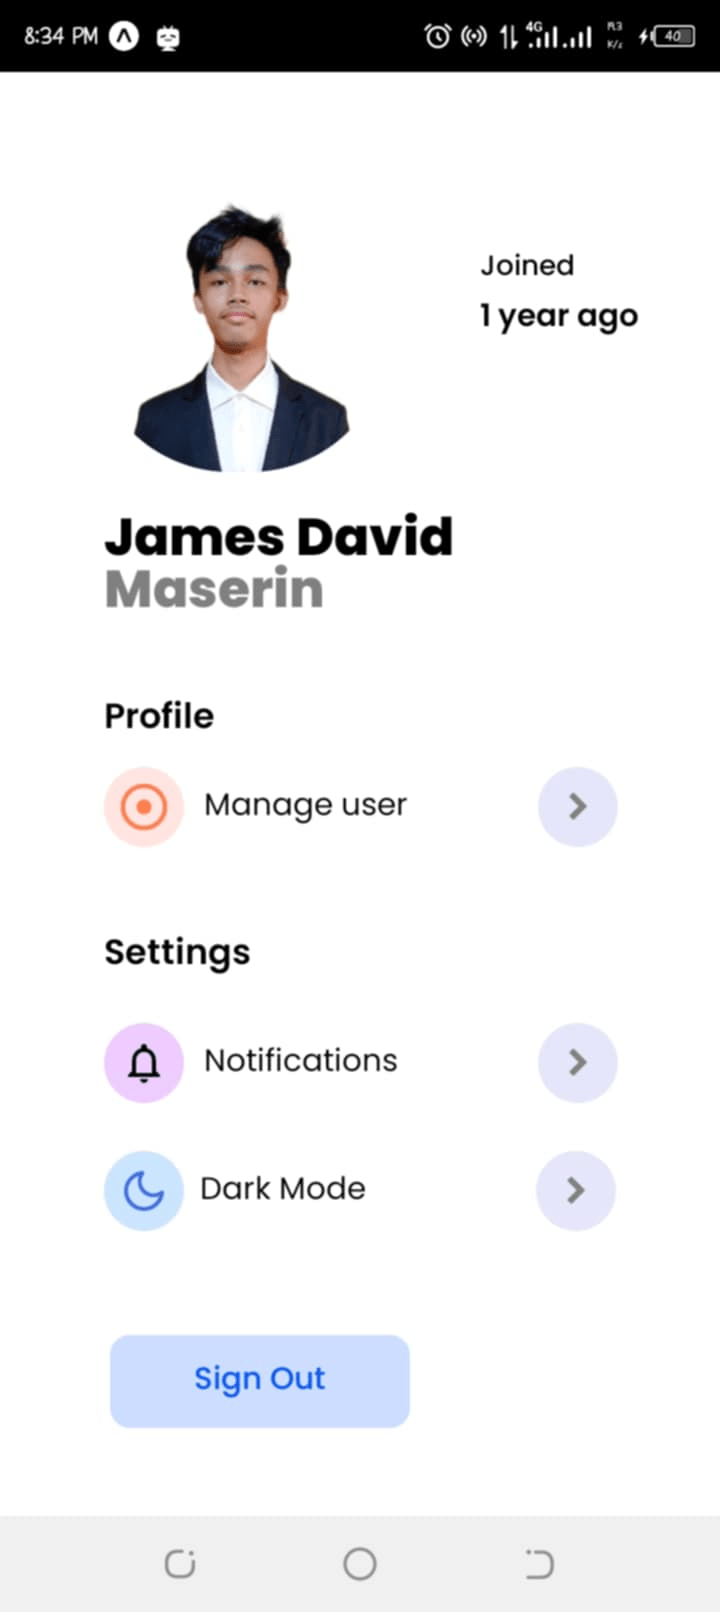 8:34 PM
4G
40
Joined
1 year ago
James David
Maserin
Profile
Manage user
Settings
Notifications
Dark Mode
Sign Out